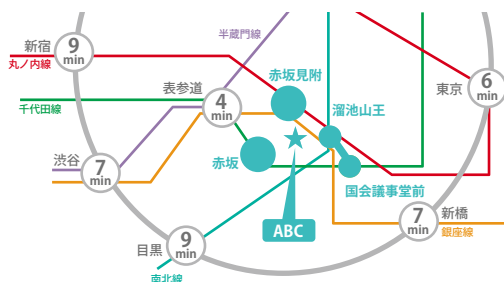 半蔵門線
新宿
9
min
丸ノ内線
赤坂見附
表参道
4
min
東京
6
min
千代田線
溜池山王
赤坂
渋谷
7
min
国会議事堂前
ABC
新橋
7
min
銀座線
目黒
9
min
南北線